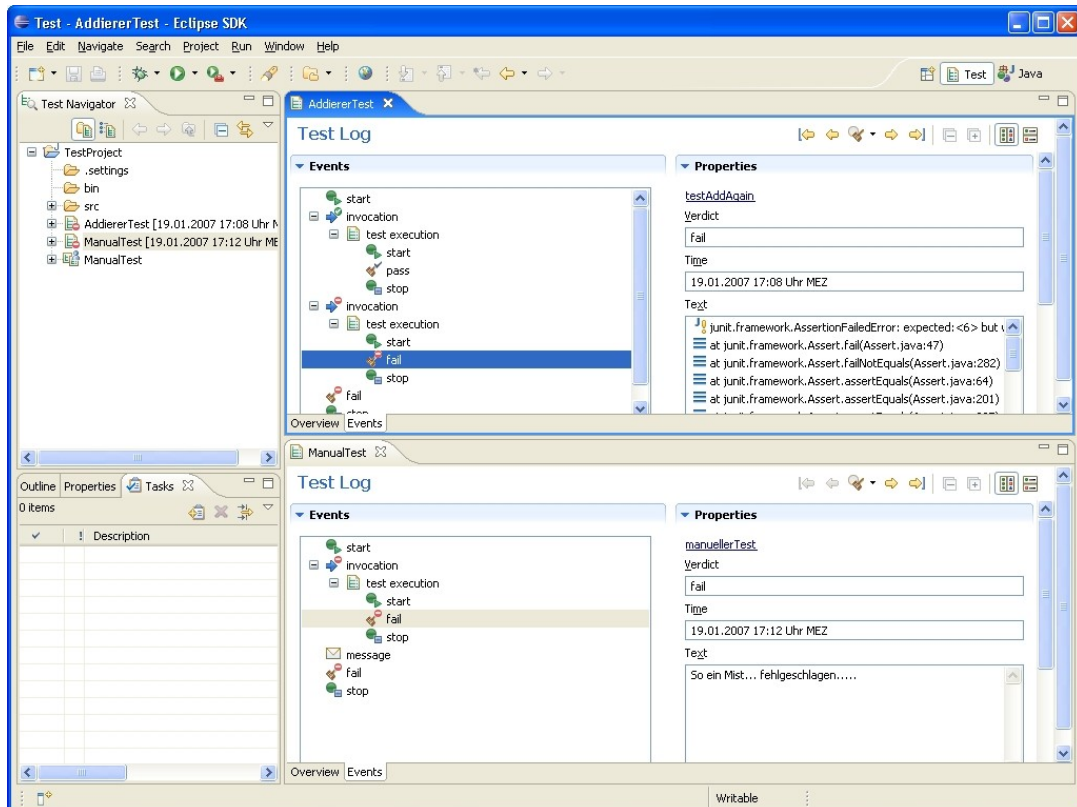 Test - AddiererTest - Eclipse SDK
File Edit Navigate Search Project Run Window Help
Test Java
Test Navigator
TestProject
.settings
bin
src
AddiererTest [19.01.2007 17:08 Uhr M
ManualTest [19.01.2007 17:12 Uhr ME
ManualTest
AddiererTest
Test Log
Events
start
invocation
test execution
start
pass
stop
invocation
test execution
start
fail
stop
fail
stop
Overview Events
Properties
testAddAgain
Verdict
fail
Time
19.01.2007 17:08 Uhr MEZ
Text
junit.framework.AssertionFailedError: expected:<6> but
at junit.framework.Assert.fail(Assert.java:47)
at junit.framework.Assert.failNotEquals(Assert.java:282)
at junit.framework.Assert.assertEquals(Assert.java:64)
at junit.framework.Assert.assertEquals(Assert.java:201)
Outline Properties Tasks
0 items
! Description
ManualTest
Test Log
Events
start
invocation
test execution
start
fail
stop
message
fail
stop
Overview Events
Properties
manuellerTest
Verdict
fail
Time
19.01.2007 17:12 Uhr MEZ
Text
So ein Mist... fehlgeschlagen.....
Writable